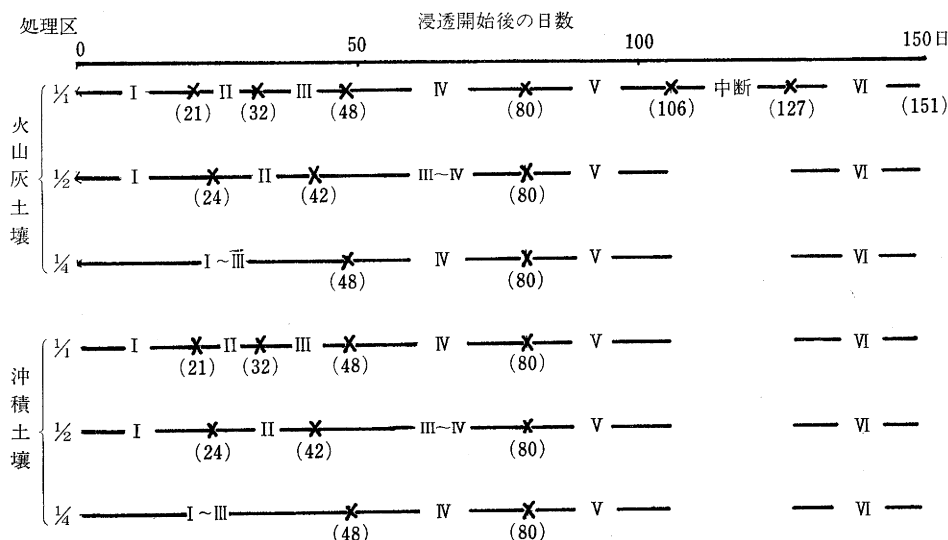 浸透開始後の日数
処理区
0 50 100 150日
火山灰土壌
1/1 I II III IV V 中断 VI
(21) (32) (48) (80) (106) (127) (151)
1/2 I II III~IV V VI
(24) (42) (80)
1/4 I~III IV V VI
(48) (80)
沖積土壌
1/1 I II III IV V VI
(21) (32) (48) (80)
1/2 I II III~IV V VI
(24) (42) (80)
1/4 I~III IV V VI
(48) (80)